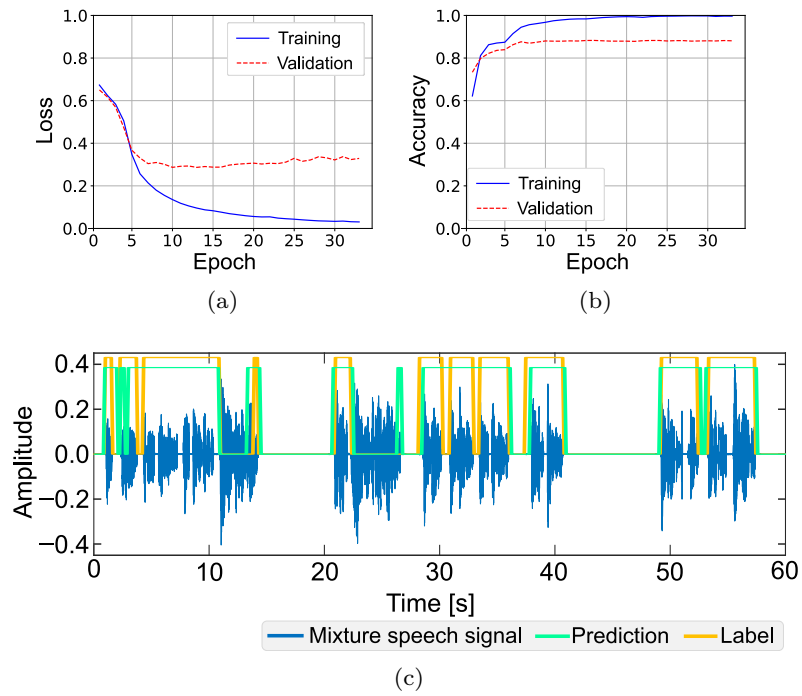 1.0
0.8
0.6
0.4
0.2
0.0
Loss
Training
Validation
0 5 10 15 20 25 30
Epoch
(a)
1.0
0.8
0.6
0.4
0.2
0.0
Accuracy
Training
Validation
0 5 10 15 20 25 30
Epoch
(b)
0.4
0.2
0.0
−0.2
−0.4
Amplitude
0 10 20 30 40 50 60
Time [s]
Mixture speech signal Prediction Label
(c)